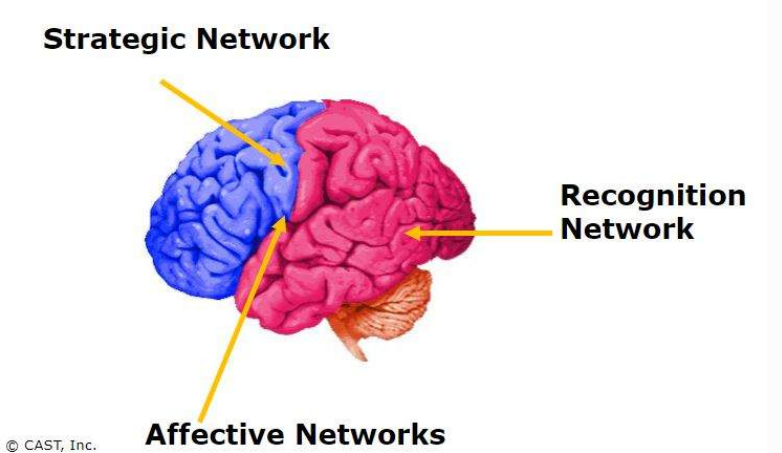 Strategic Network
Recognition
Network
Affective Networks
© CAST, Inc.